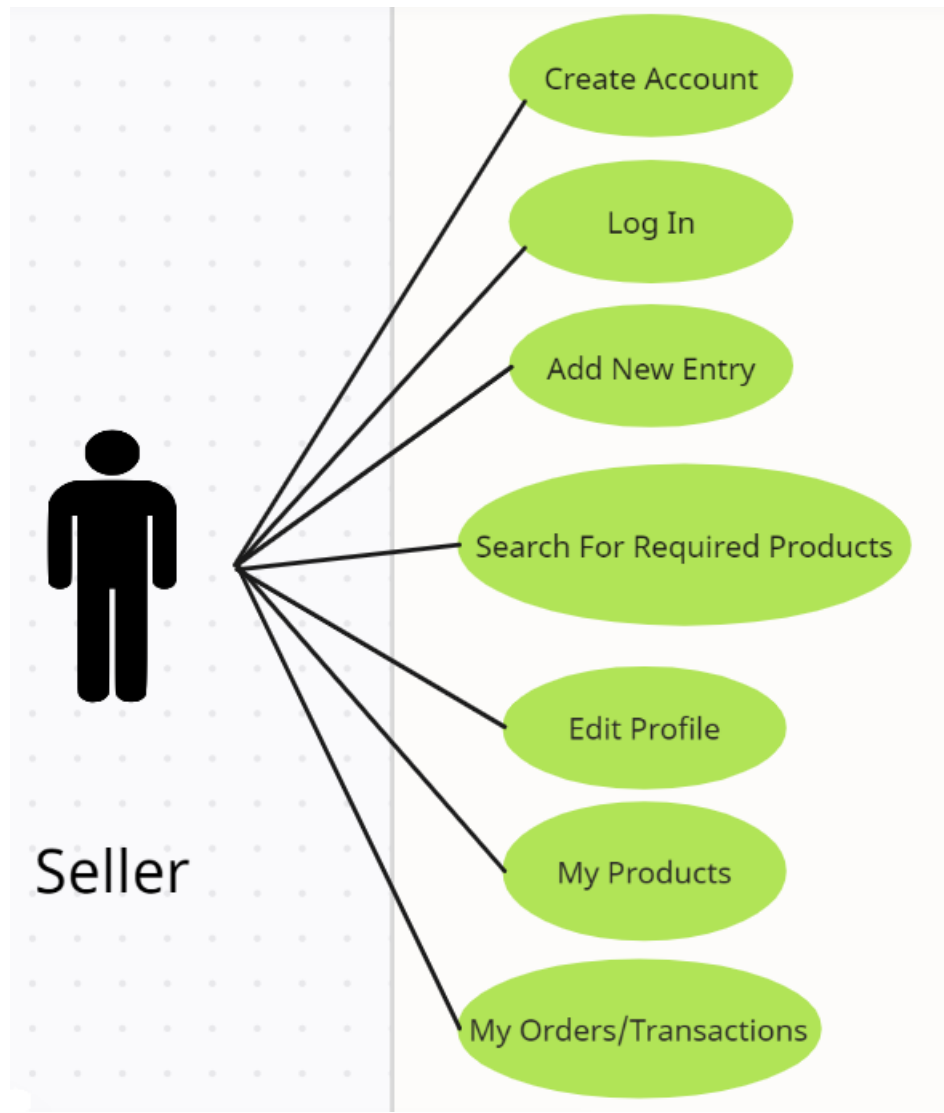 Create Account
Log In
Add New Entry
Search For Required Products
Edit Profile
Seller
My Products
My Orders/Transactions